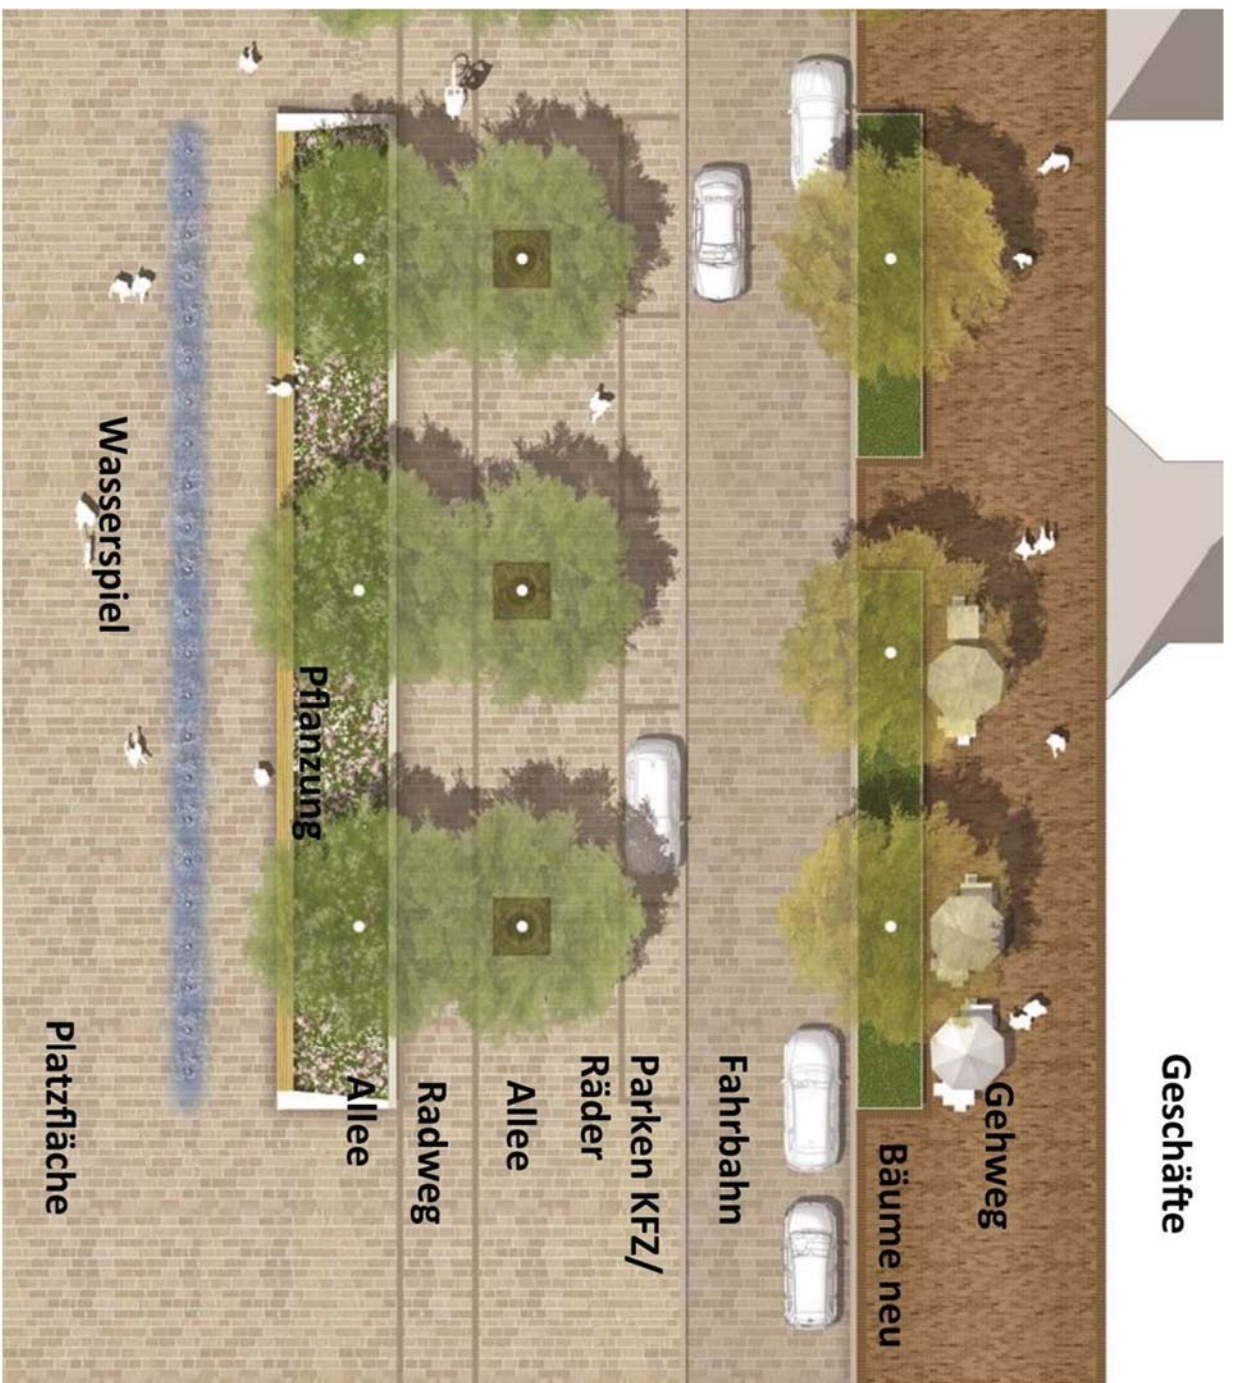 Geschäfte
Gehweg
Bäume neu
Fahrbahn
Parken KFZ/
Räder
Allee
Radweg
Allee
Pflanzung
Wasserspiel
Platzfläche